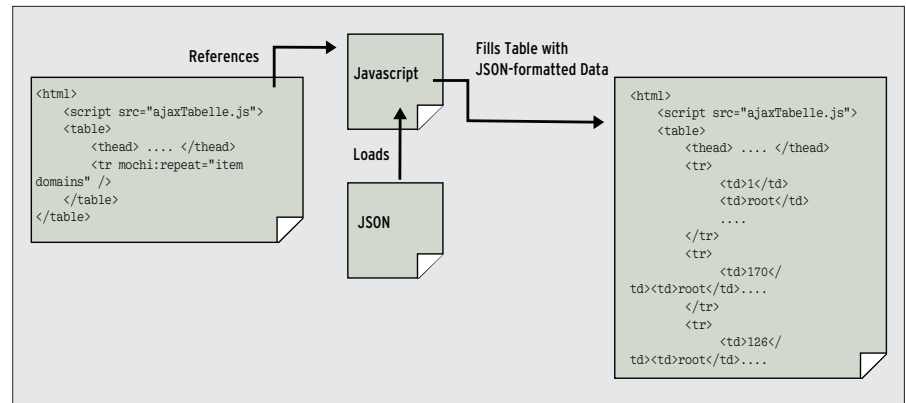 References
<html>
<script src="ajaxTabelle.js">
<table>
<thead> .... </thead>
<tr mochi:repeat="item
domains" />
</table>
</table>
Javascript
Loads
JSON
Fills Table with
JSON-formatted Data
<html>
<script src="ajaxTabelle.js">
<table>
<thead> .... </thead>
<tr>
<td>1</td>
<td>root</td>
....
</tr>
<tr>
<td>170</
td><td>root</td>....
</tr>
<tr>
<td>126</
td><td>root</td>....